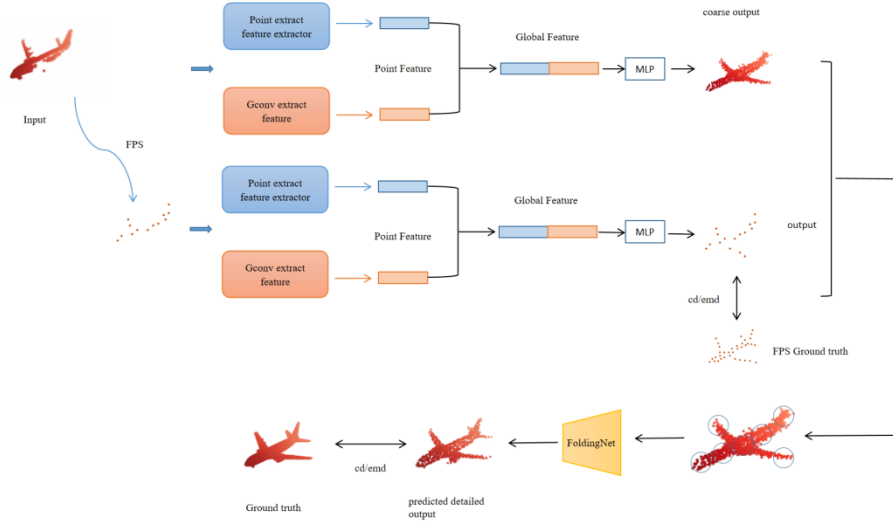 Point extract
feature extractor
Global Feature
coarse output
Point Feature
MLP
Input
Gconv extract
feature
FPS
Point extract
feature extractor
Global Feature
output
Point Feature
MLP
Gconv extract
feature
cd/emd
FPS Ground truth
FoldingNet
cd/emd
Ground truth
predicted detailed
output